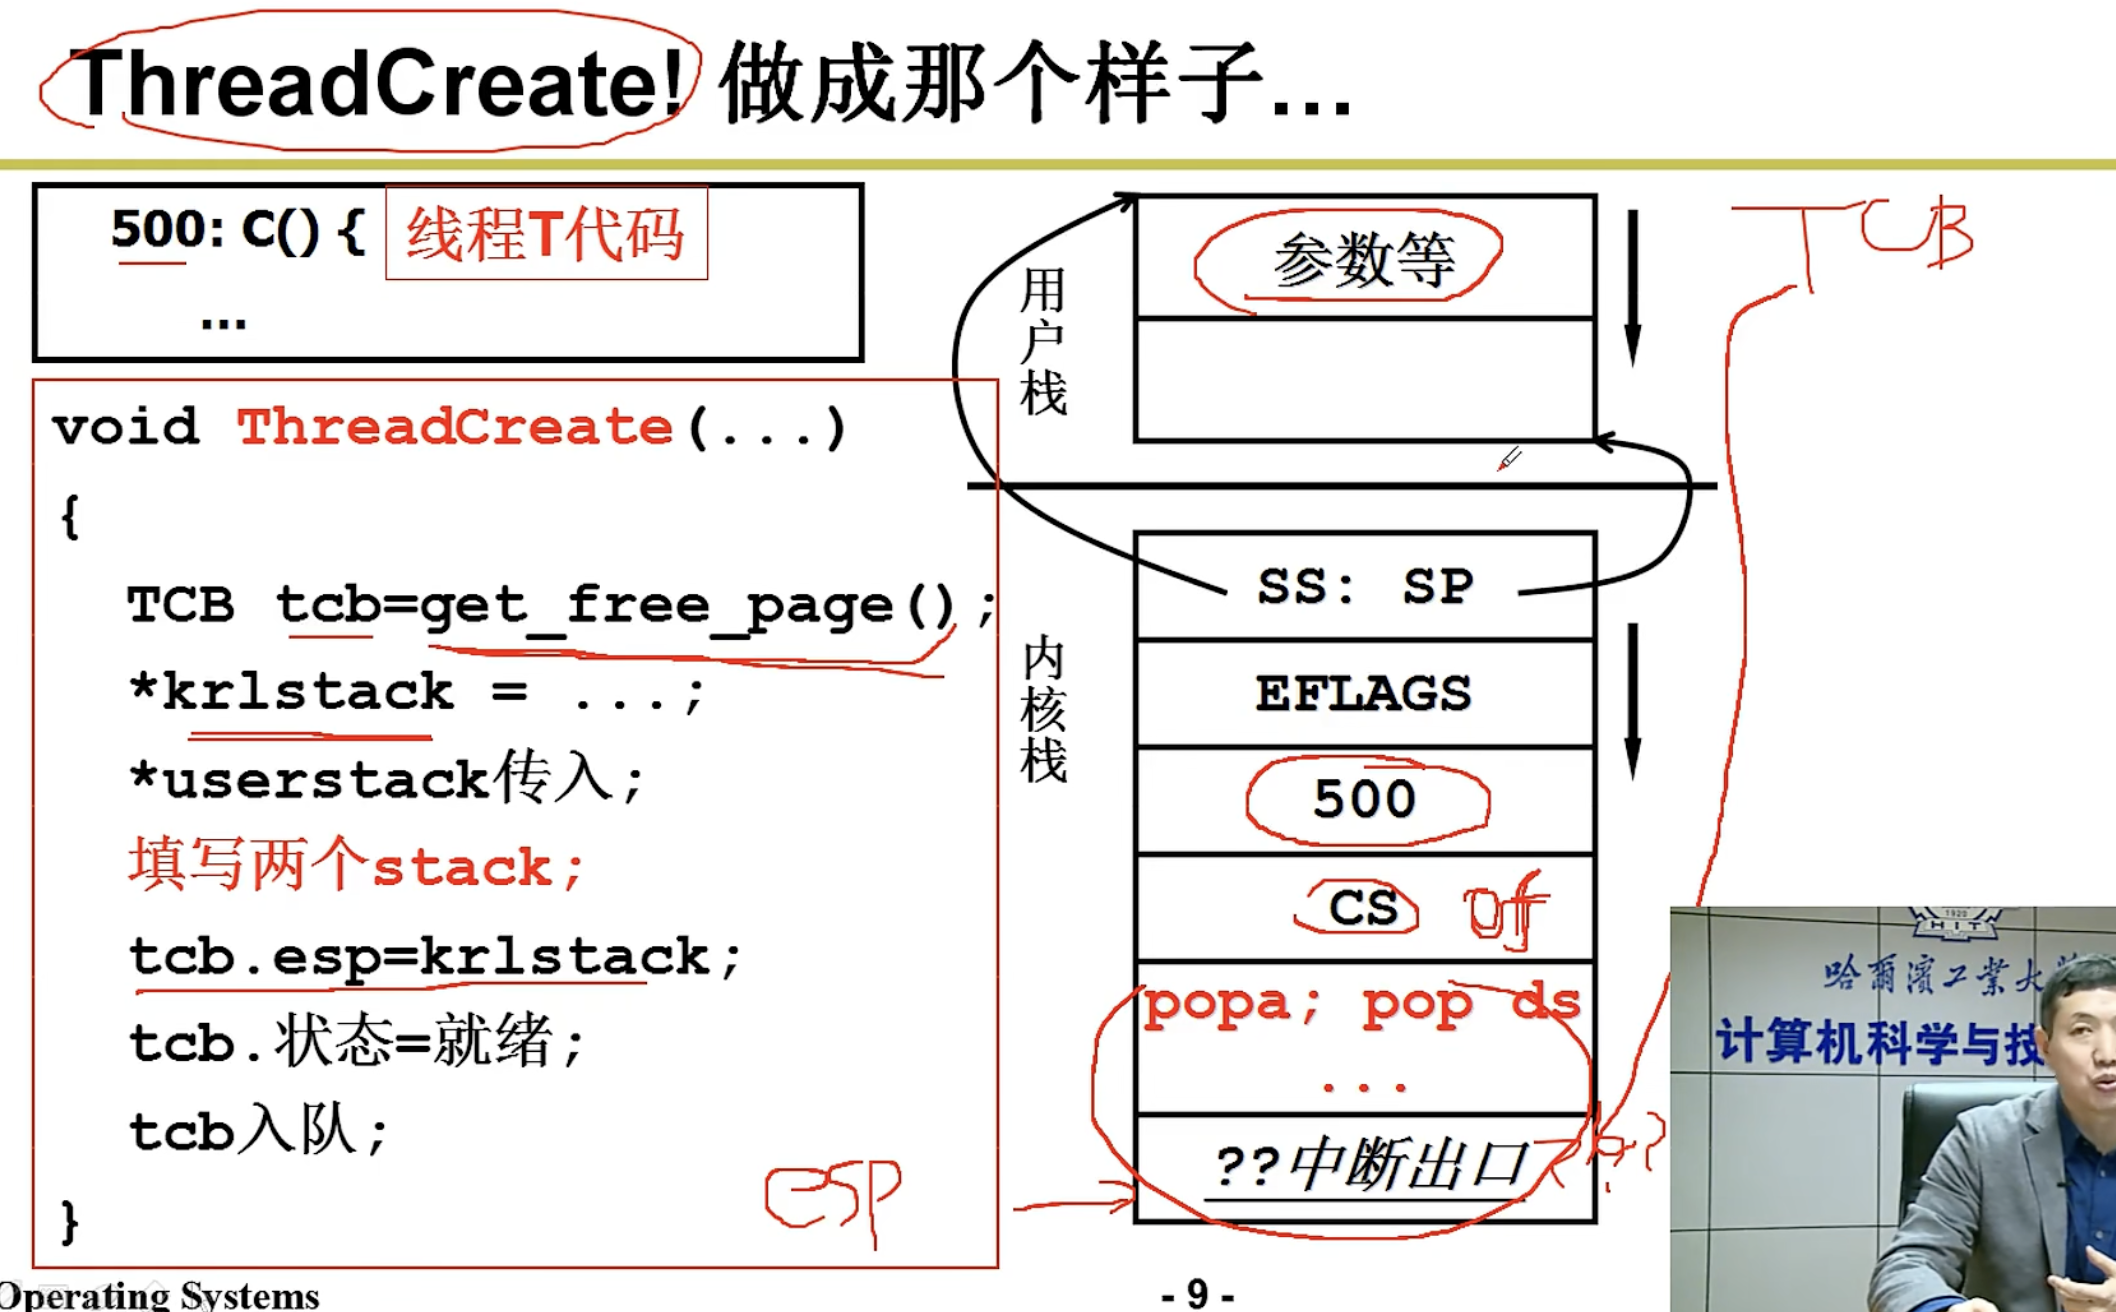 ThreadCreate! 做成那个样子...
500: C() { 线程T代码
...
void ThreadCreate(...)
{
TCB tcb=get_free_page();
*krlstack = ...;
*userstack传入;
填写两个stack;
tcb.esp=krlstack;
tcb.状态=就绪;
tcb入队;
}
esp
用户栈
参数等
TCB
内核栈
SS: SP
EFLAGS
500
CS
popa; pop ds
...
??中断出口
1920
HIT
哈爾濱工業大
计算机科学与技
Operating Systems
- 9 -